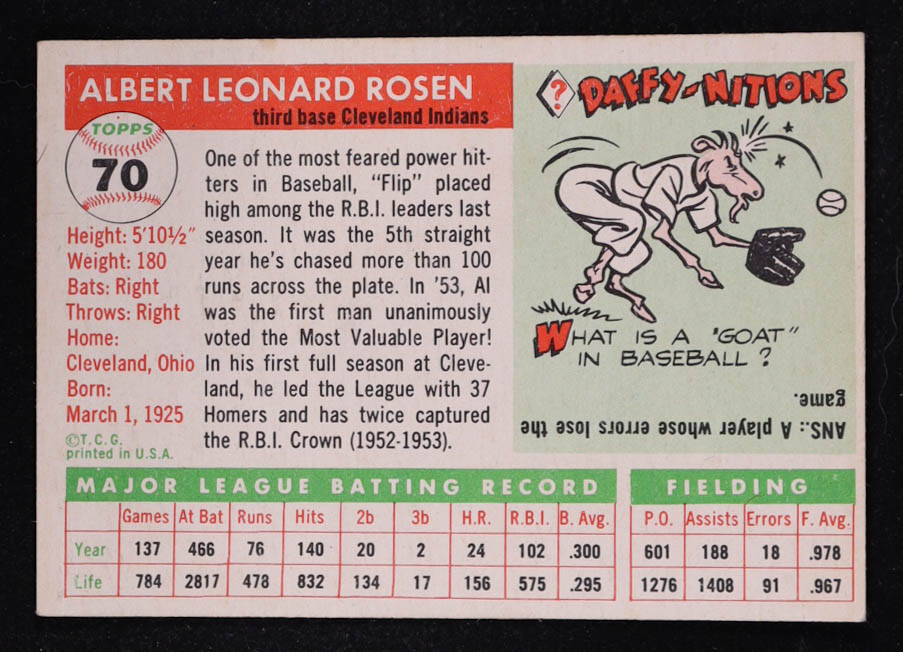 ALBERT LEONARD ROSEN
third base Cleveland Indians
TOPPS
70
Height: 5'10½"
Weight: 180
Bats: Right
Throws: Right
Home:
Cleveland, Ohio
Born:
March 1, 1925
©T.C.G.
printed in U.S.A.
One of the most feared power hit-
ters in Baseball, "Flip" placed
high among the R.B.I. leaders last
season. It was the 5th straight
year he's chased more than 100
runs across the plate. In '53, Al
was the first man unanimously
voted the Most Valuable Player!
In his first full season at Cleve-
land, he led the League with 37
Homers and has twice captured
the R.B.I. Crown (1952-1953).
? DAFFY-NITIONS
WHAT IS A "GOAT"
IN BASEBALL?
ANS.: A player whose errors lose the
game.
MAJOR LEAGUE BATTING RECORD
Games At Bat Runs Hits 2b 3b H.R. R.B.I. B. Avg.
Year 137 466 76 140 20 2 24 102 .300
Life 784 2817 478 832 134 17 156 575 .295
FIELDING
P.O. Assists Errors F. Avg.
601 188 18 .978
1276 1408 91 .967